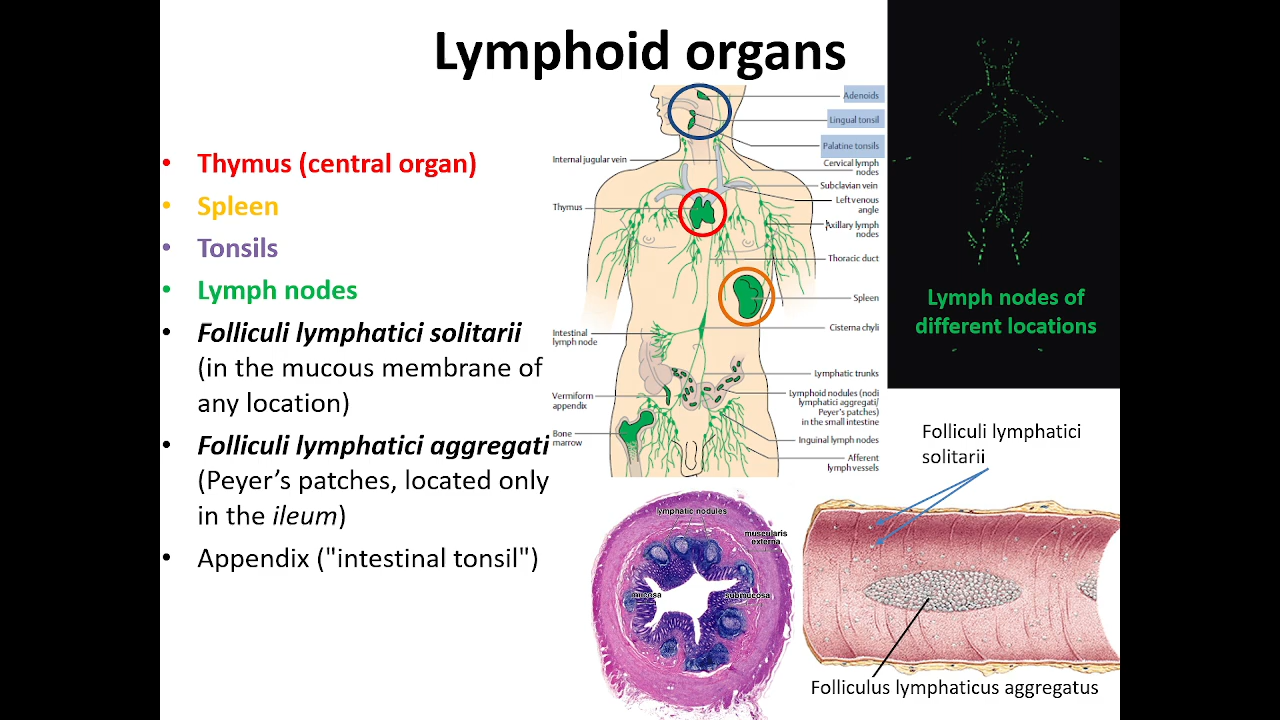 Lymphoid organs
• Thymus (central organ)
• Spleen
• Tonsils
• Lymph nodes
• Folliculi lymphatici solitarii
(in the mucous membrane of
any location)
• Folliculi lymphatici aggregati
(Peyer’s patches, located only
in the ileum)
• Appendix ("intestinal tonsil")
Adenoids
Lingual tonsil
Palatine tonsils
Internal jugular vein
Cervical lymph
nodes
Subclavian vein
Left venous
angle
Thymus
Axillary lymph
nodes
Thoracic duct
Spleen
Cisterna chyli
Intestinal
lymph node
Lymphatic trunks
Lymphoid nodules (nodi
lymphatici aggregati/
Peyer's patches)
in the small intestine
Vermiform
appendix
Bone
marrow
Inguinal lymph nodes
Afferent
lymph vessels
Lymph nodes of
different locations
lymphatic nodules
muscularis
externa
mucosa
submucosa
Folliculi lymphatici
solitarii
Folliculus lymphaticus aggregatus